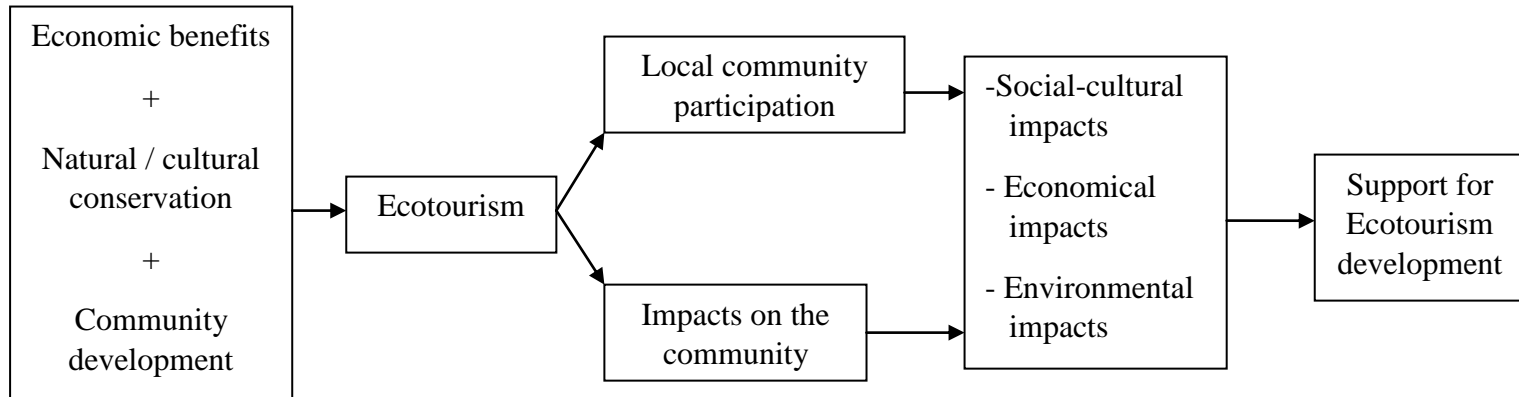 Economic benefits
+
Natural / cultural
conservation
+
Community
development
Ecotourism
Local community
participation
Impacts on the
community
-Social-cultural
impacts
- Economical
impacts
- Environmental
impacts
Support for
Ecotourism
development